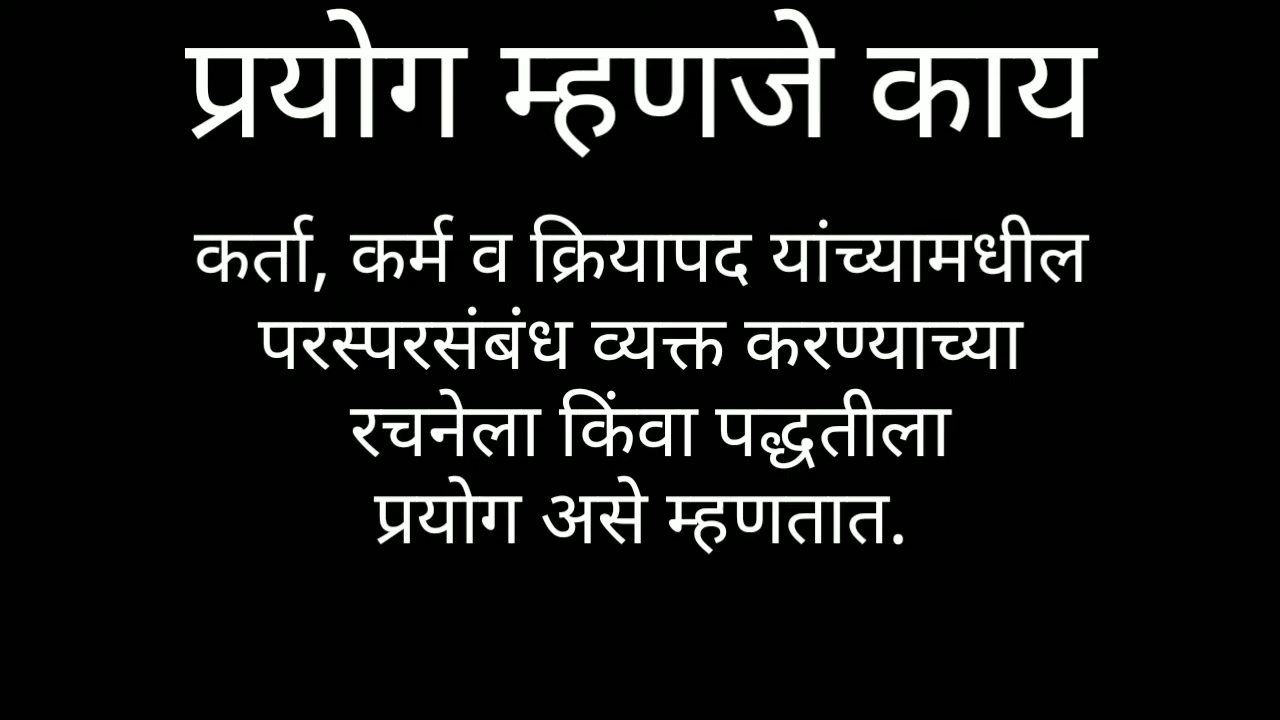 प्रयोग म्हणजे काय
कर्ता, कर्म व क्रियापद यांच्यामधील
परस्परसंबंध व्यक्त करण्याच्या
रचनेला किंवा पद्धतीला
प्रयोग असे म्हणतात.